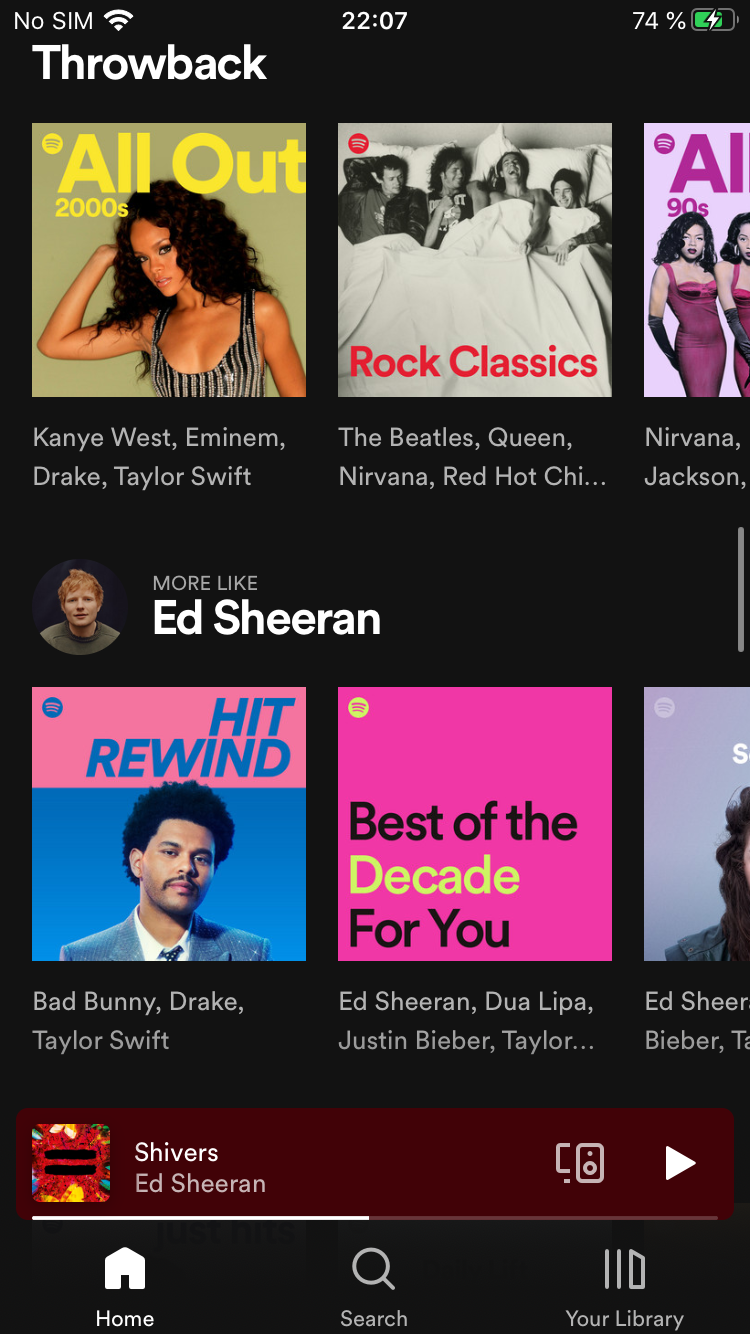 No SIM 22:07 74 %
Throwback
All Out
2000s
Rock Classics
All
90s
Kanye West, Eminem,
Drake, Taylor Swift
The Beatles, Queen,
Nirvana, Red Hot Chi...
Nirvana,
Jackson,
MORE LIKE
Ed Sheeran
HIT
REWIND
Best of the
Decade
For You
Bad Bunny, Drake,
Taylor Swift
Ed Sheeran, Dua Lipa,
Justin Bieber, Taylor...
Ed Sheer
Bieber, Ta
Shivers
Ed Sheeran
just hits
Home
Search
Your Library